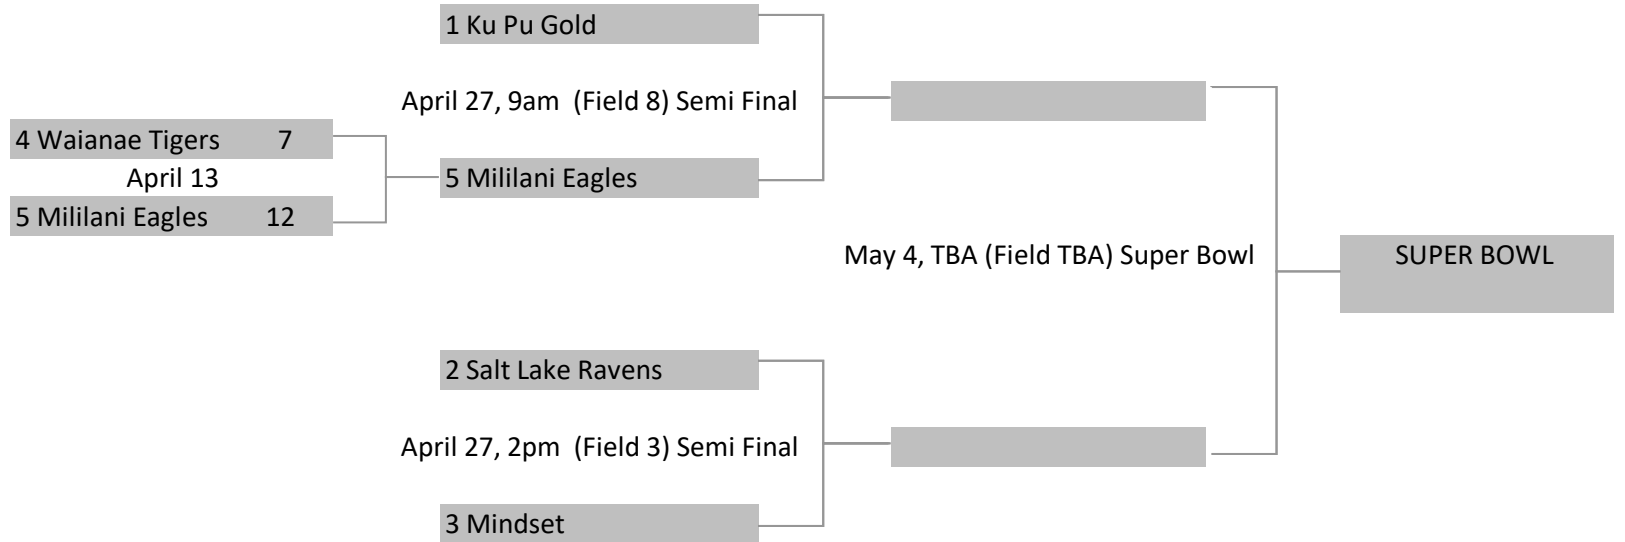 1 Ku Pu Gold
April 27, 9am  (Field 8) Semi Final
4 Waianae Tigers 7
April 13
5 Mililani Eagles
5 Mililani Eagles 12
May 4, TBA (Field TBA) Super Bowl
SUPER BOWL
2 Salt Lake Ravens
April 27, 2pm  (Field 3) Semi Final
3 Mindset